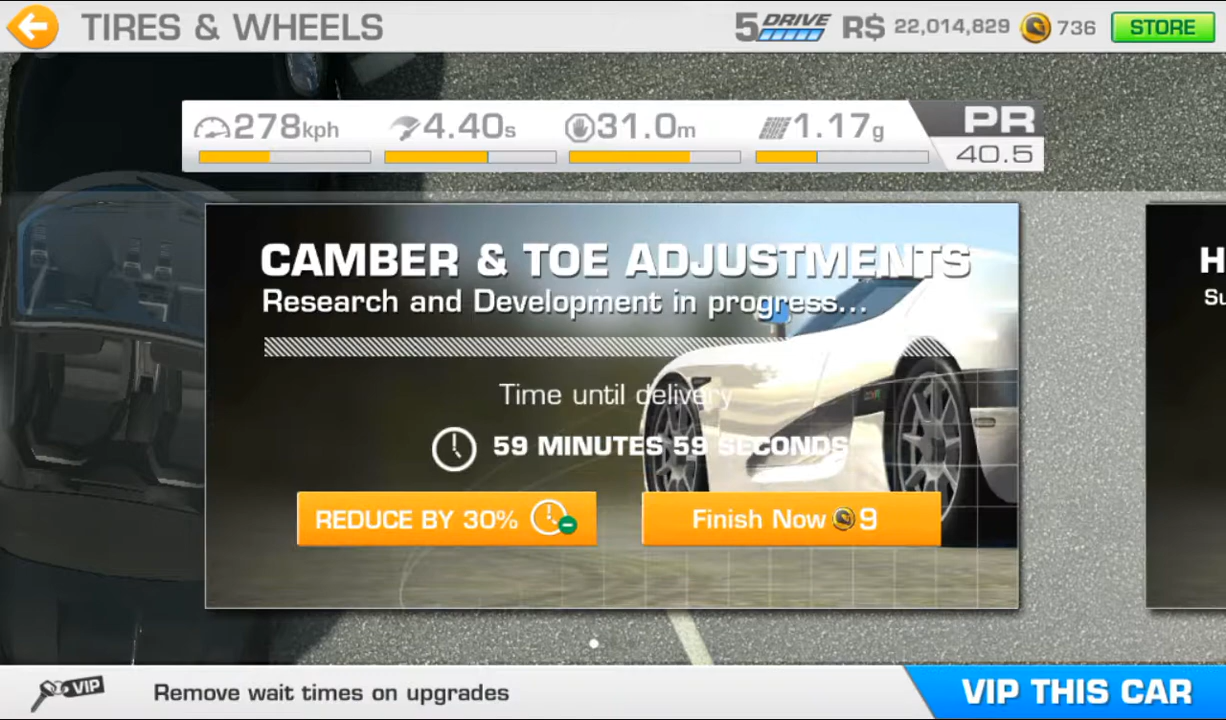 TIRES & WHEELS
5 DRIVE R$ 22,014,829 736 STORE
278kph 4.40s 31.0m 1.17g PR
40.5
CAMBER & TOE ADJUSTMENTS
Research and Development in progress...
Time until delivery
59 MINUTES 59 SECONDS
REDUCE BY 30% Finish Now 9
H
Su
VIP Remove wait times on upgrades VIP THIS CAR